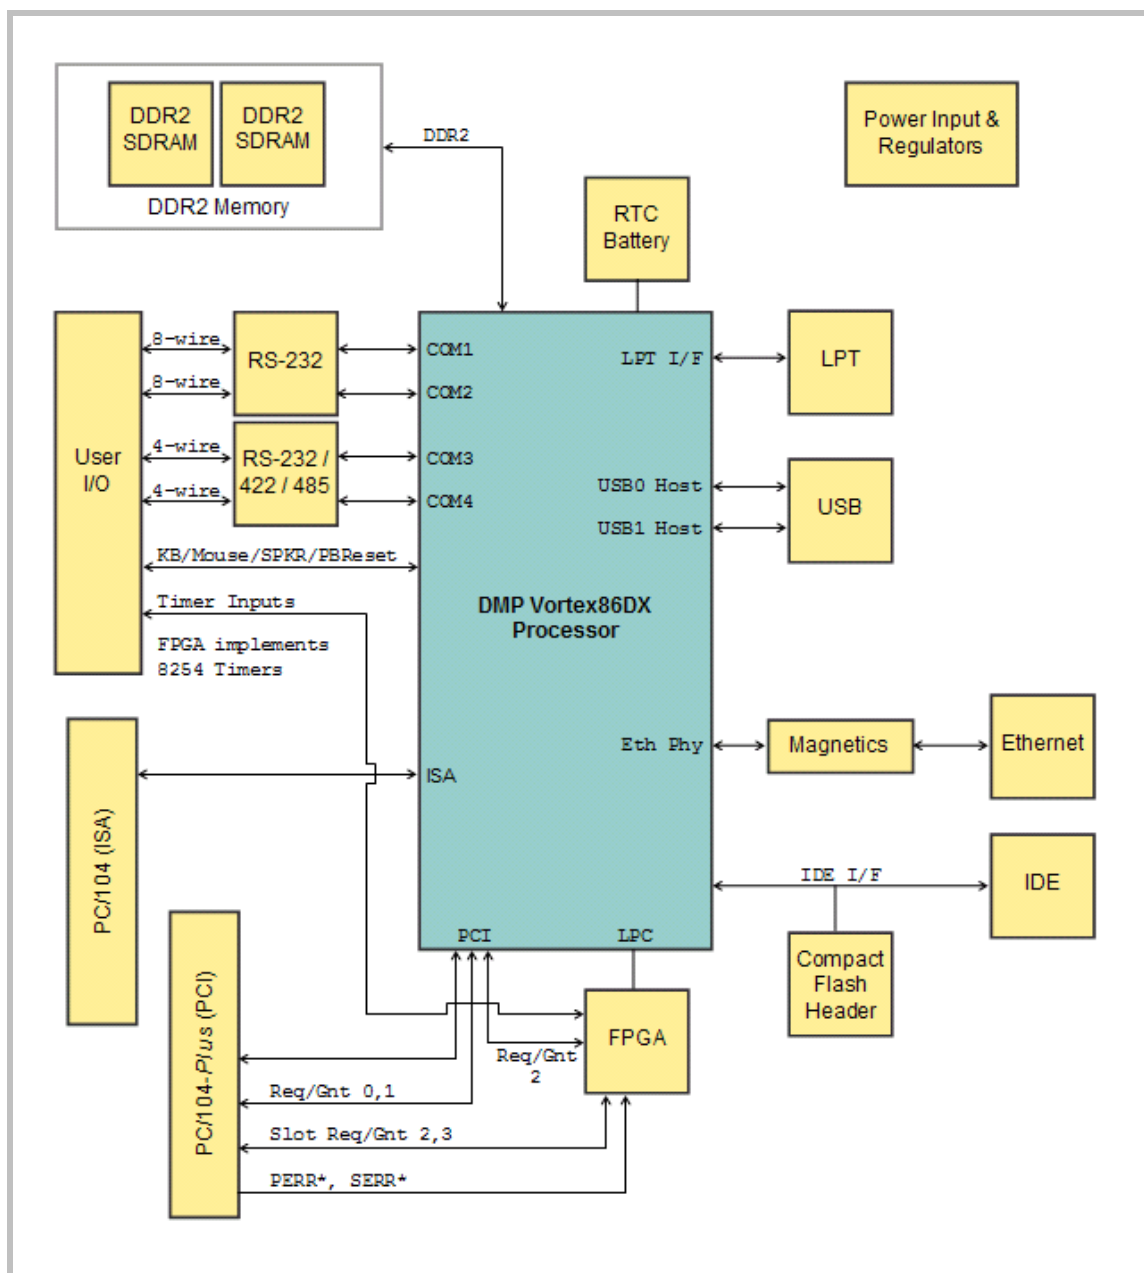 DDR2
SDRAM
DDR2
SDRAM
DDR2 Memory
DDR2
Power Input &
Regulators
RTC
Battery
User
I/O
8-wire
8-wire
RS-232
COM1
COM2
4-wire
4-wire
RS-232 /
422 / 485
COM3
COM4
KB/Mouse/SPKR/PBReset
Timer Inputs
FPGA implements
8254 Timers
LPT I/F
LPT
USB0 Host
USB1 Host
USB
DMP Vortex86DX
Processor
Eth Phy
Magnetics
Ethernet
ISA
PC/104 (ISA)
IDE I/F
IDE
Compact
Flash
Header
PCI
LPC
FPGA
Req/Gnt
2
PC/104-Plus (PCI)
Req/Gnt 0,1
Slot Req/Gnt 2,3
PERR*, SERR*